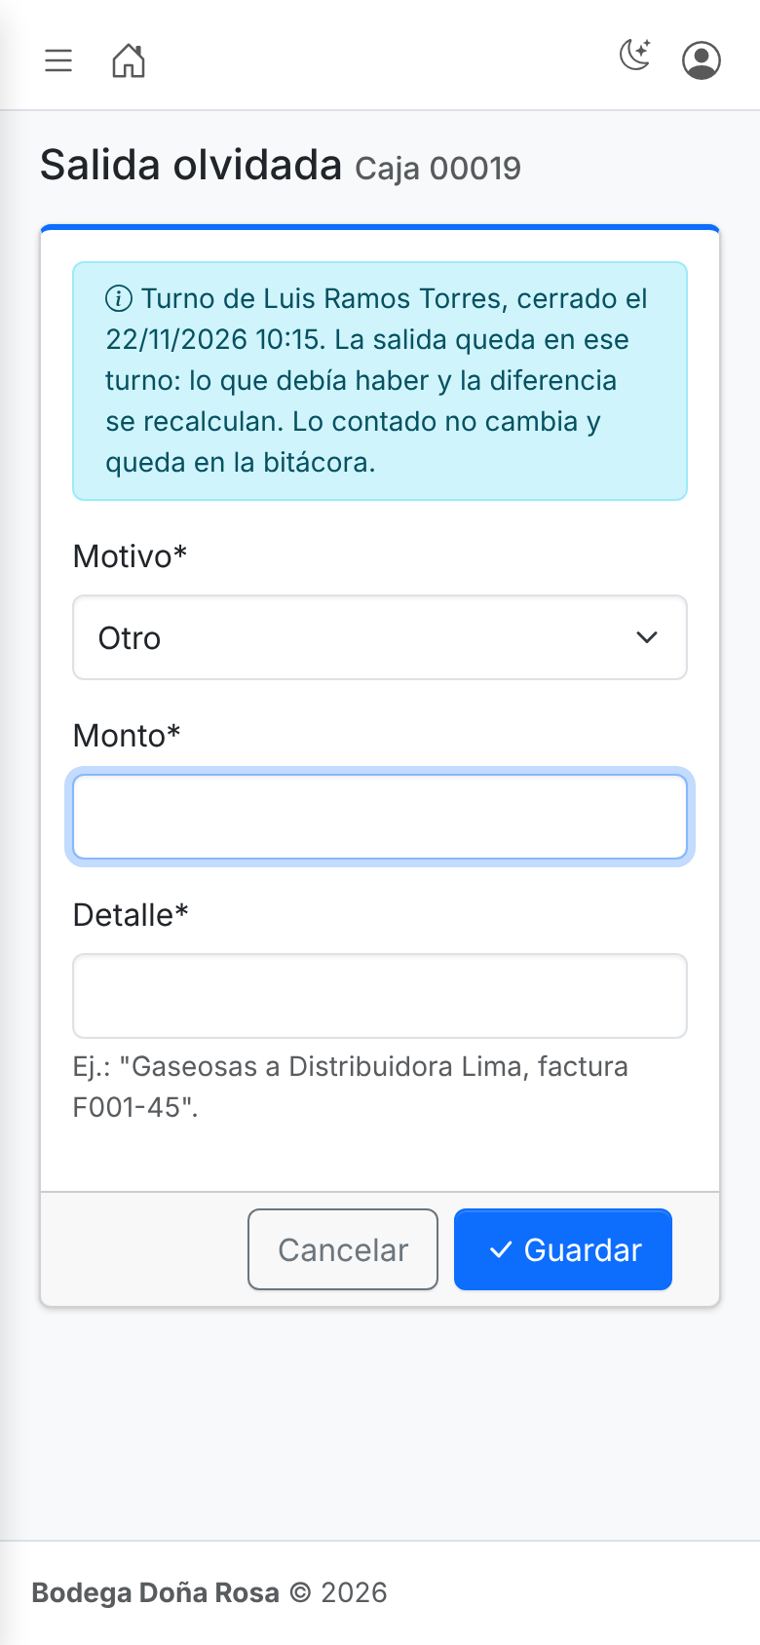 Salida olvidada Caja 00019
Turno de Luis Ramos Torres, cerrado el
22/11/2026 10:15. La salida queda en ese
turno: lo que debía haber y la diferencia
se recalculan. Lo contado no cambia y
queda en la bitácora.
Motivo*
Otro
Monto*
Detalle*
Ej.: "Gaseosas a Distribuidora Lima, factura
F001-45".
Cancelar
Guardar
Bodega Doña Rosa © 2026